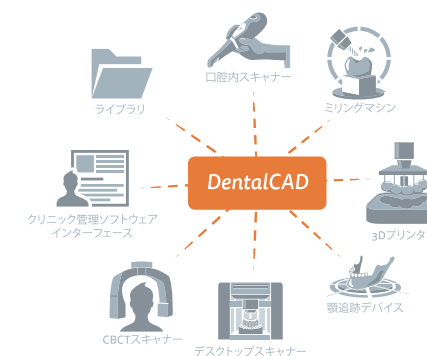 口腔内スキャナー
ライブラリ
ミリングマシン
DentalCAD
クリニック管理ソフトウェア
インターフェース
3Dプリンタ
顎追跡デバイス
CBCTスキャナー
デスクトップスキャナー